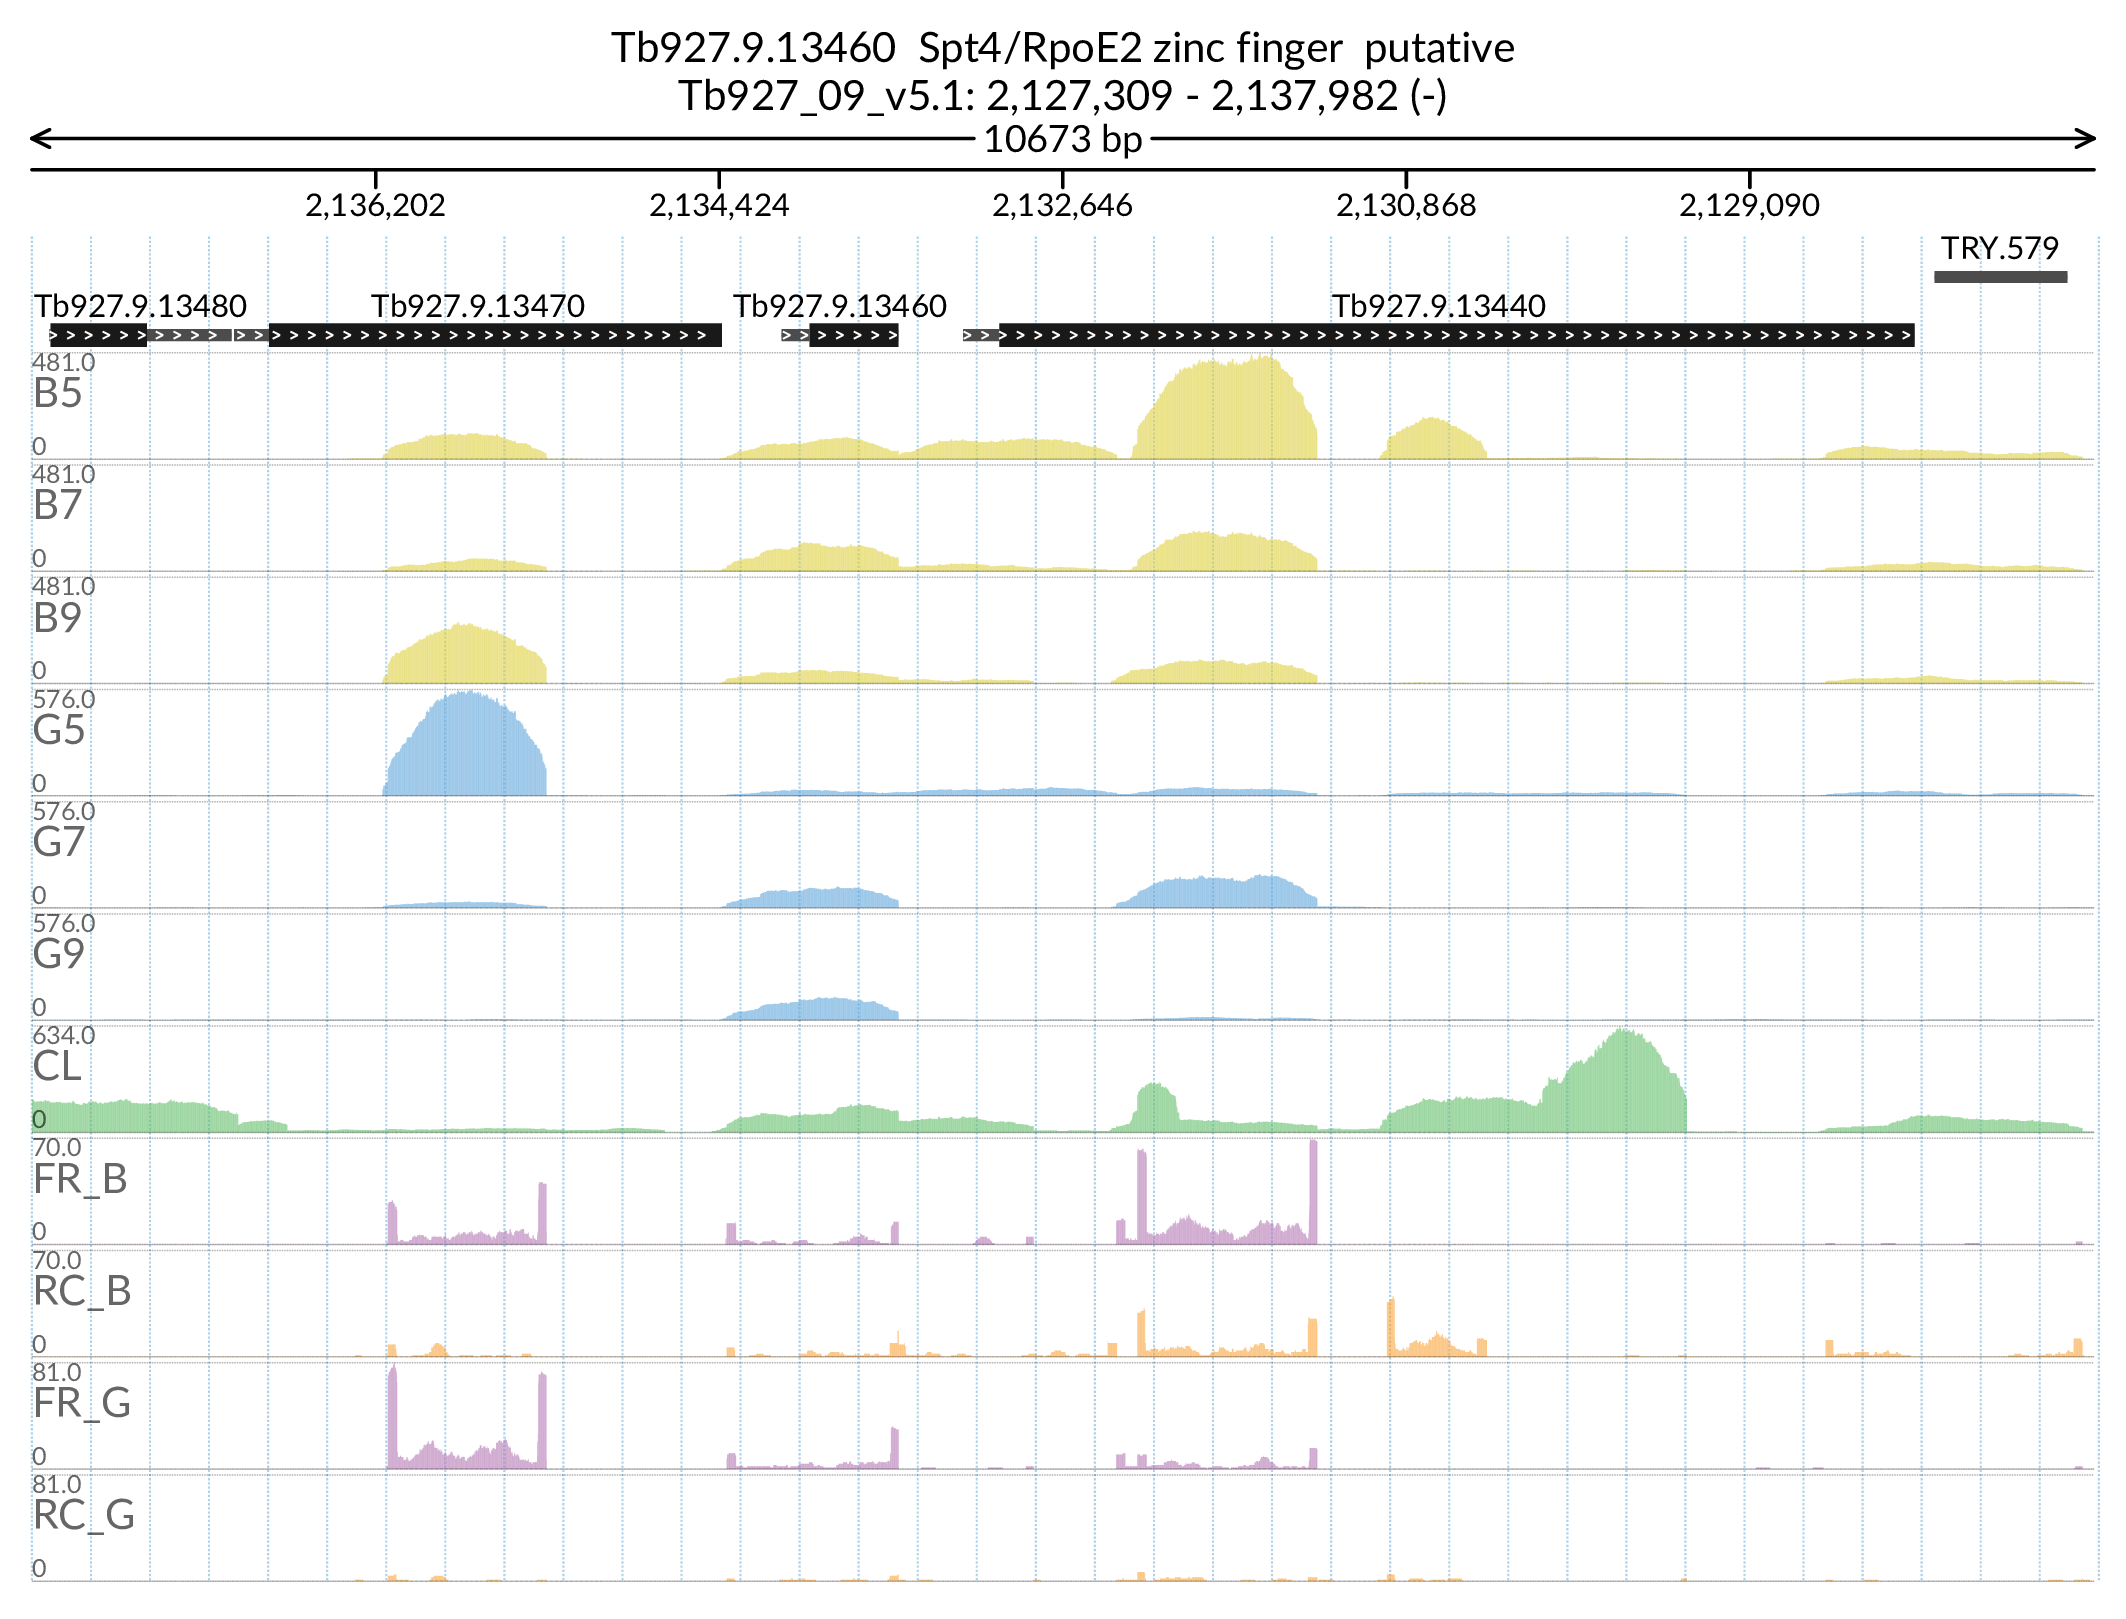 Tb927.9.13460  Spt4/RpoE2 zinc finger  putative
Tb927_09_v5.1: 2,127,309 - 2,137,982 (-)
10673 bp
2,136,202 2,134,424 2,132,646 2,130,868 2,129,090
TRY.579
Tb927.9.13480 Tb927.9.13470 Tb927.9.13460 Tb927.9.13440
481.0
B5
0
481.0
B7
0
481.0
B9
0
576.0
G5
0
576.0
G7
0
576.0
G9
0
634.0
CL
0
70.0
FR_B
0
70.0
RC_B
0
81.0
FR_G
0
81.0
RC_G
0